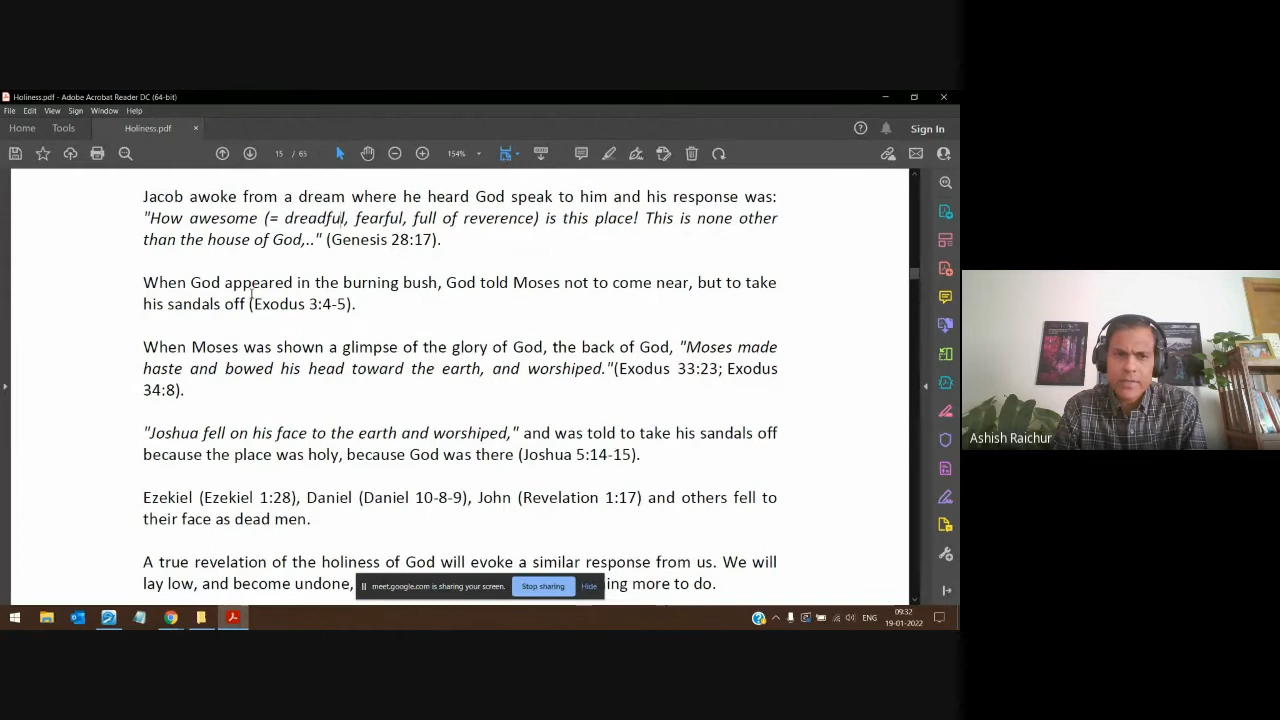 Holiness.pdf - Adobe Acrobat Reader DC (64-bit)
File Edit View Sign Window Help
Home Tools Holiness.pdf × Sign In
15 / 65 154%
Jacob awoke from a dream where he heard God speak to him and his response was:
"How awesome (= dreadful, fearful, full of reverence) is this place! This is none other
than the house of God,.." (Genesis 28:17).
When God appeared in the burning bush, God told Moses not to come near, but to take
his sandals off (Exodus 3:4-5).
When Moses was shown a glimpse of the glory of God, the back of God, "Moses made
haste and bowed his head toward the earth, and worshiped."(Exodus 33:23; Exodus
34:8).
"Joshua fell on his face to the earth and worshiped," and was told to take his sandals off
because the place was holy, because God was there (Joshua 5:14-15).
Ezekiel (Ezekiel 1:28), Daniel (Daniel 10-8-9), John (Revelation 1:17) and others fell to
their face as dead men.
A true revelation of the holiness of God will evoke a similar response from us. We will
lay low, and become undone, ing more to do.
meet.google.com is sharing your screen. Stop sharing Hide
ENG 09:32
19-01-2022
Ashish Raichur